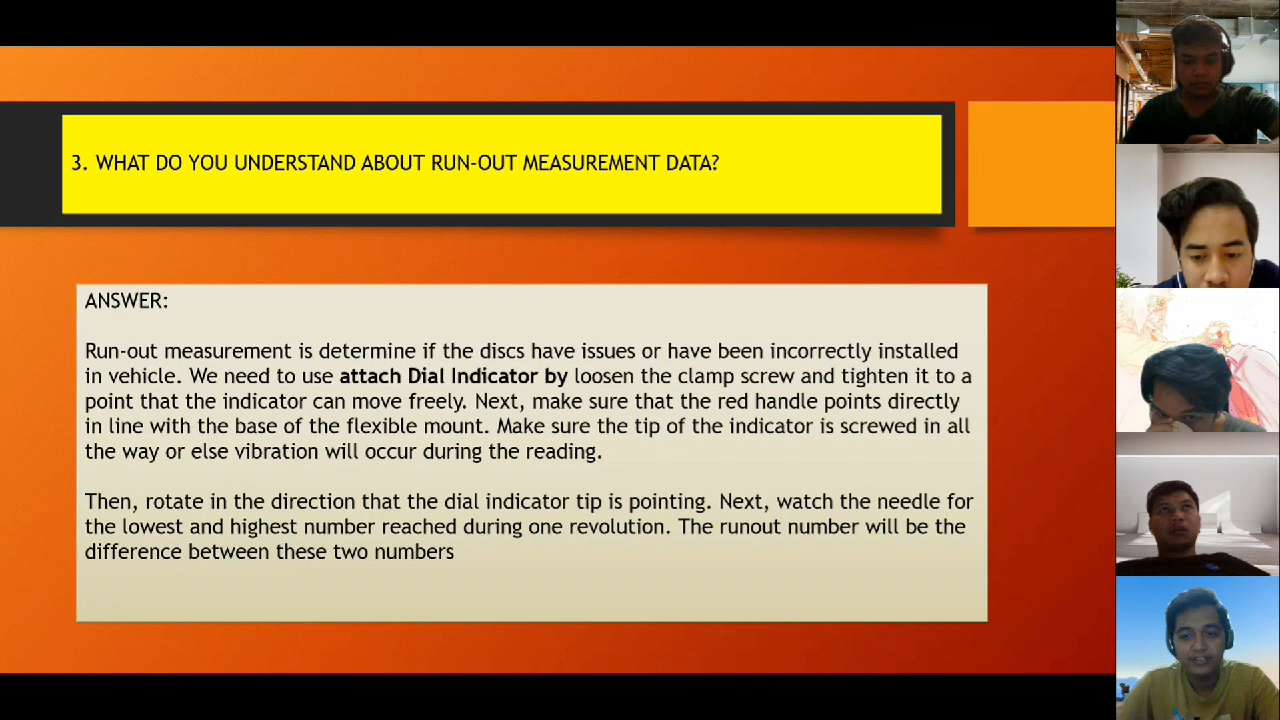 3. WHAT DO YOU UNDERSTAND ABOUT RUN-OUT MEASUREMENT DATA?
ANSWER:
Run-out measurement is determine if the discs have issues or have been incorrectly installed
in vehicle. We need to use attach Dial Indicator by loosen the clamp screw and tighten it to a
point that the indicator can move freely. Next, make sure that the red handle points directly
in line with the base of the flexible mount. Make sure the tip of the indicator is screwed in all
the way or else vibration will occur during the reading.
Then, rotate in the direction that the dial indicator tip is pointing. Next, watch the needle for
the lowest and highest number reached during one revolution. The runout number will be the
difference between these two numbers